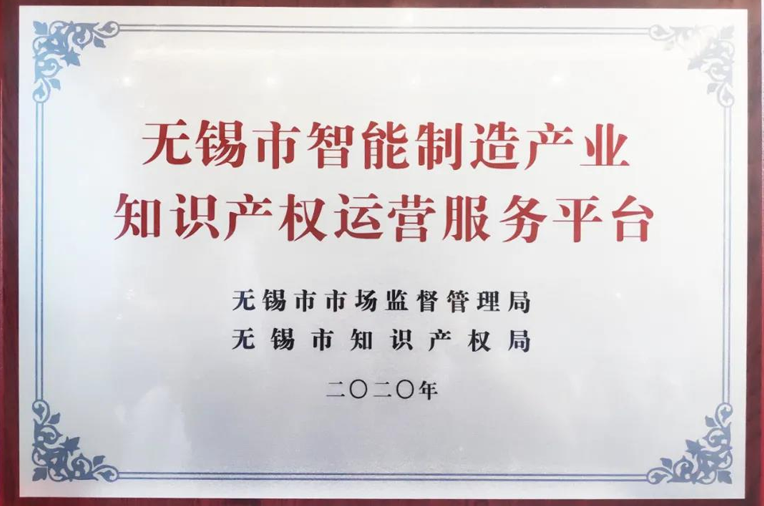 无锡市智能制造产业
知识产权运营服务平台
无锡市市场监督管理局
无锡市知识产权局
二〇二〇年